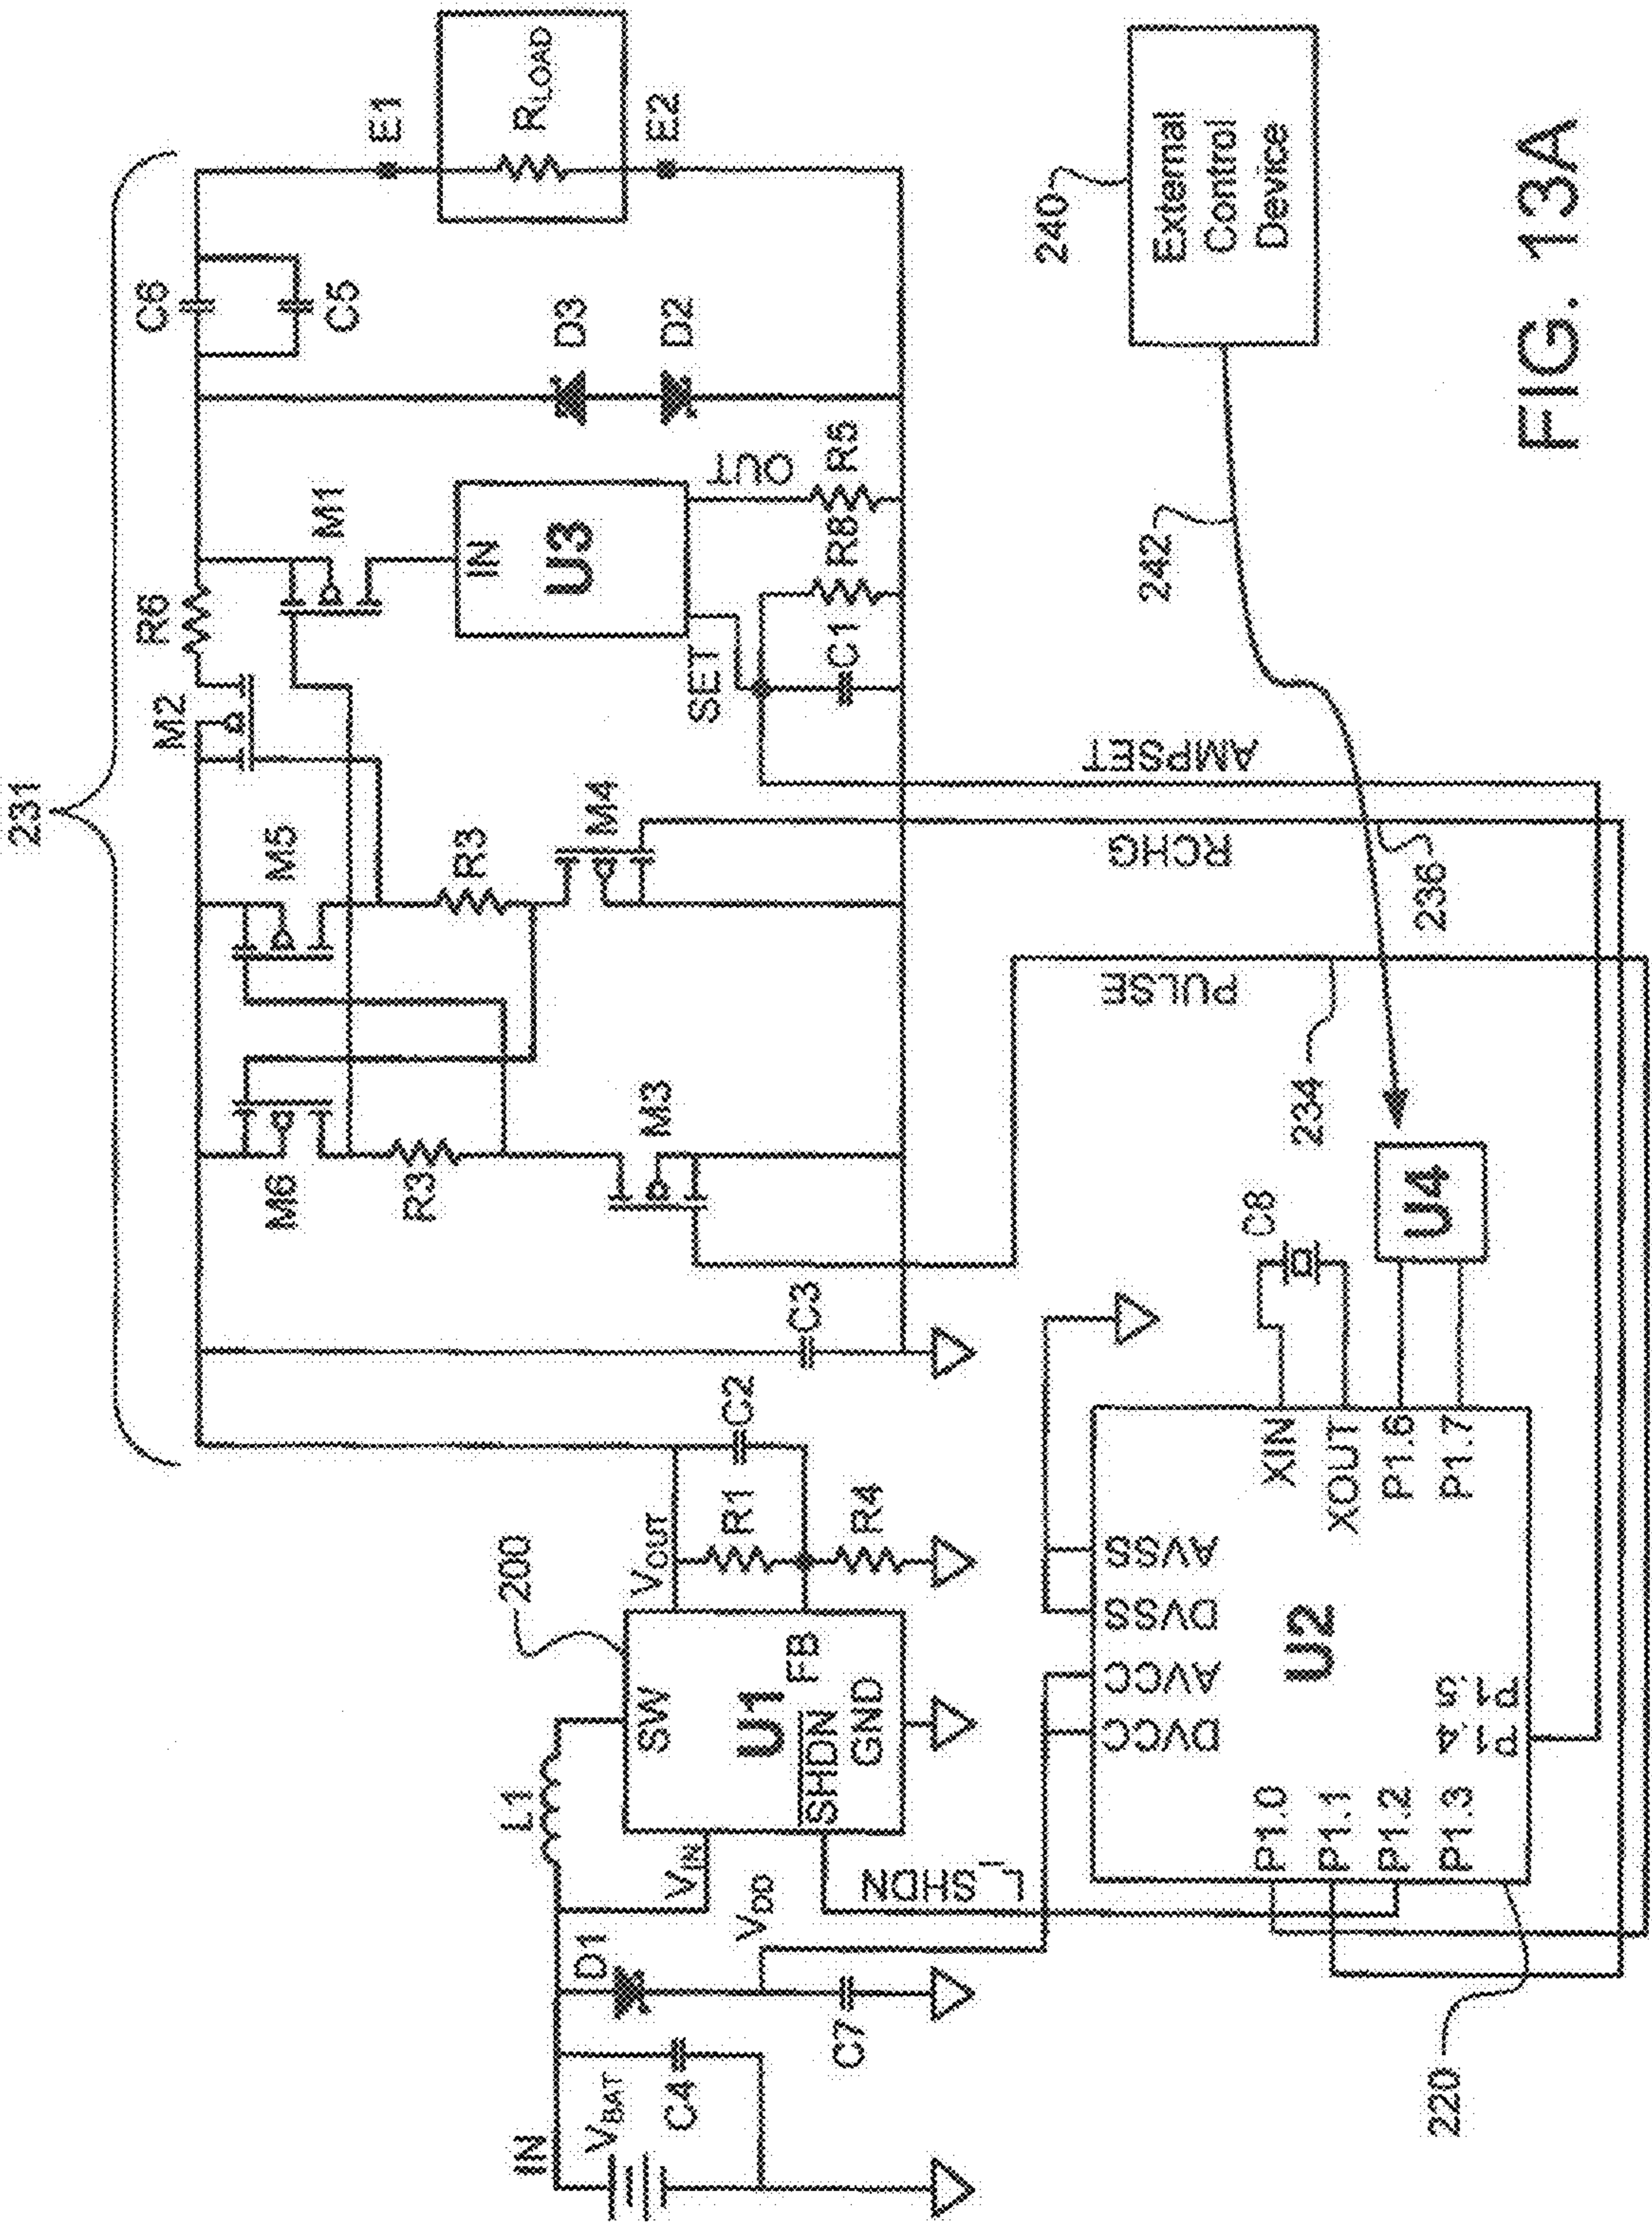 231
C6
C5
E1
RLOAD
E2
D3
D2
M1
R6
M2
IN
U3
OUT
SET
R5
R8
C1
M5
R3
M4
M6
R3
M3
C3
AMPSET
RCHG
PULSE
236
234
242
240
External
Control
Device
C2
VOUT
R1
R4
200
SW
U1
FB
SHDN
GND
L1
VIN
VDD
D1
C7
IN
VBAT
C4
L_SHDN
U4
C8
XIN
XOUT
P1.6
P1.7
AVSS
DVSS
AVCC
DVCC
U2
P1.5
P1.4
P1.0
P1.1
P1.2
P1.3
220
FIG. 13A